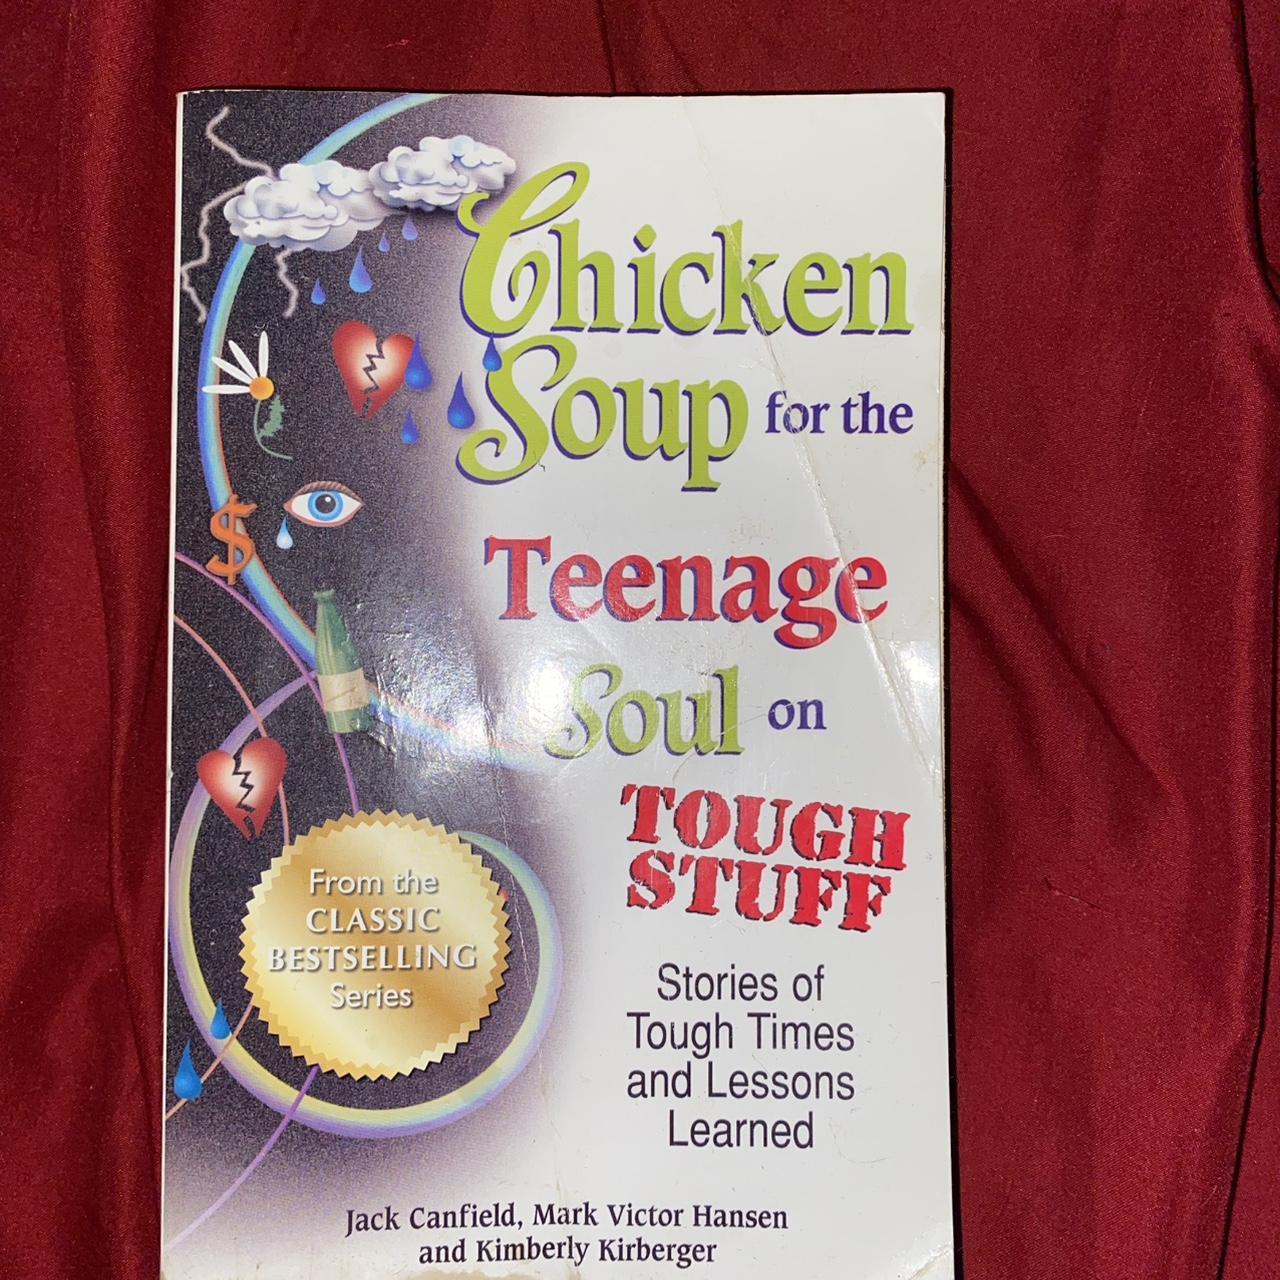 Chicken
Soup for the
Teenage
Soul on
TOUGH
STUFF
From the
CLASSIC
BESTSELLING
Series
Stories of
Tough Times
and Lessons
Learned
Jack Canfield, Mark Victor Hansen
and Kimberly Kirberger
$